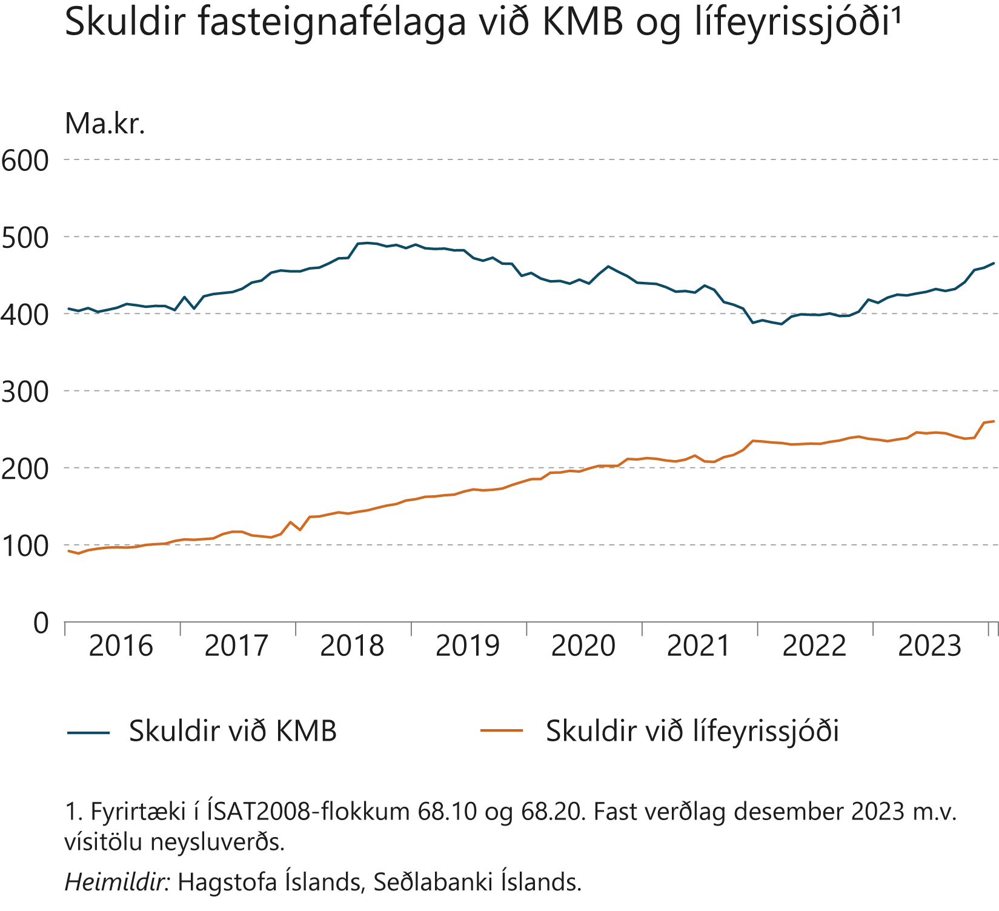 Skuldir fasteignafélaga við KMB og lífeyrissjóði¹
Ma.kr.
600
500
400
300
200
100
0
2016 2017 2018 2019 2020 2021 2022 2023
Skuldir við KMB Skuldir við lífeyrissjóði
1. Fyrirtæki í ÍSAT2008-flokkum 68.10 og 68.20. Fast verðlag desember 2023 m.v.
vísitölu neysluverðs.
Heimildir: Hagstofa Íslands, Seðlabanki Íslands.